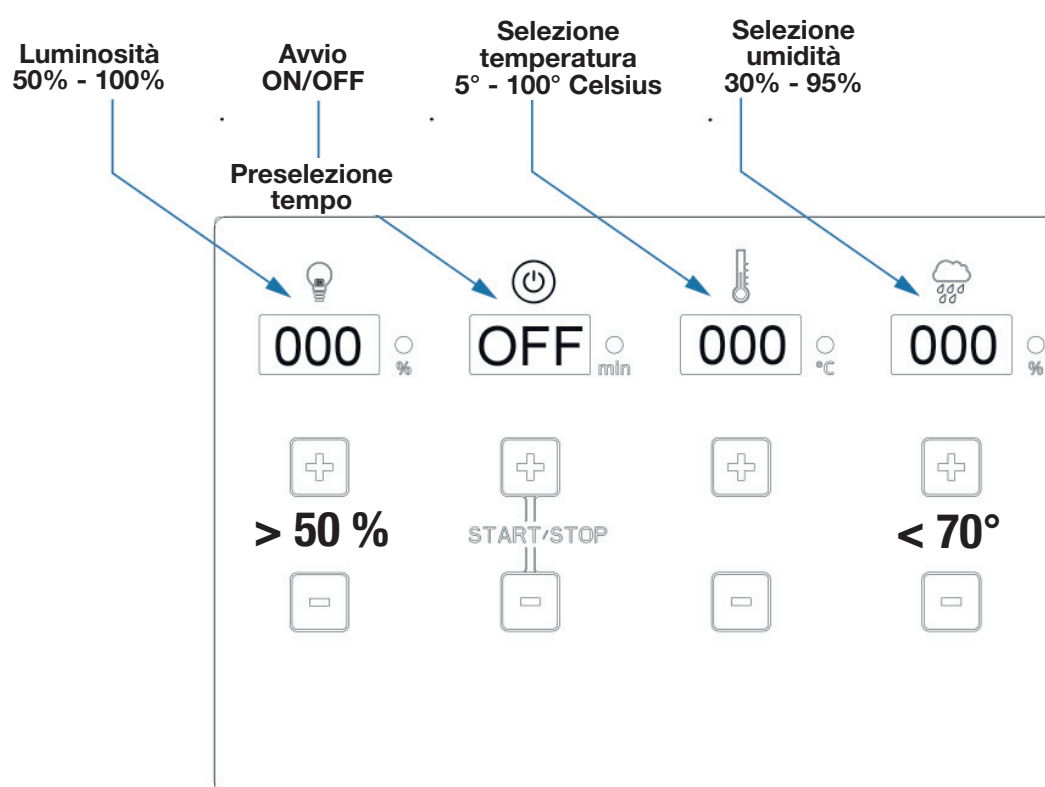 Luminosità
50% - 100%
Avvio
ON/OFF
Selezione
temperatura
5° - 100° Celsius
Selezione
umidità
30% - 95%
Preselezione
tempo
000
%
OFF
min
000
°C
000
%
> 50 %
START/STOP
< 70°